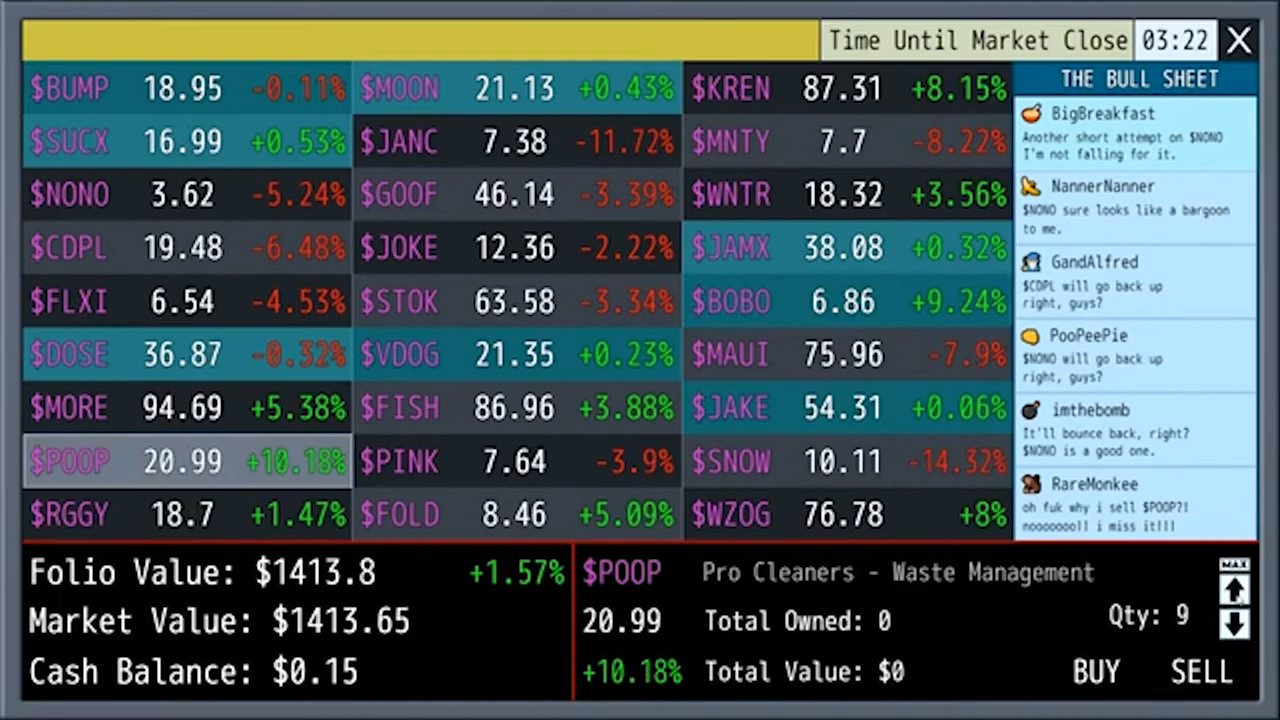 Time Until Market Close 03:22 X
$BUMP 18.95 -0.11% $MOON 21.13 +0.43% $KREN 87.31 +8.15%
$SUCX 16.99 +0.53% $JANC 7.38 -11.72% $MNTY 7.7 -8.22%
$NONO 3.62 -5.24% $GOOF 46.14 -3.39% $WNTR 18.32 +3.56%
$CDPL 19.48 -6.48% $JOKE 12.36 -2.22% $JAMX 38.08 +0.32%
$FLXI 6.54 -4.53% $STOK 63.58 -3.34% $BOBO 6.86 +9.24%
$DOSE 36.87 -0.32% $VDOG 21.35 +0.23% $MAUI 75.96 -7.9%
$MORE 94.69 +5.38% $FISH 86.96 +3.88% $JAKE 54.31 +0.06%
$POOP 20.99 +10.18% $PINK 7.64 -3.9% $SNOW 10.11 -14.32%
$RGGY 18.7 +1.47% $FOLD 8.46 +5.09% $WZOG 76.78 +8%
THE BULL SHEET
BigBreakfast
Another short attempt on $NONO
I'm not falling for it.
NannerNanner
$NONO sure looks like a bargoon
to me.
GandAlfred
$CDPL will go back up
right, guys?
PooPeePie
$NONO will go back up
right, guys?
imthebomb
It'll bounce back, right?
$NONO is a good one.
RareMonkee
oh fuk why i sell $POOP?!
nooooooo!! i miss it!!!
Folio Value: $1413.8 +1.57%
Market Value: $1413.65
Cash Balance: $0.15
$POOP Pro Cleaners - Waste Management
20.99 Total Owned: 0
+10.18% Total Value: $0
MAX
Qty: 9
BUY SELL